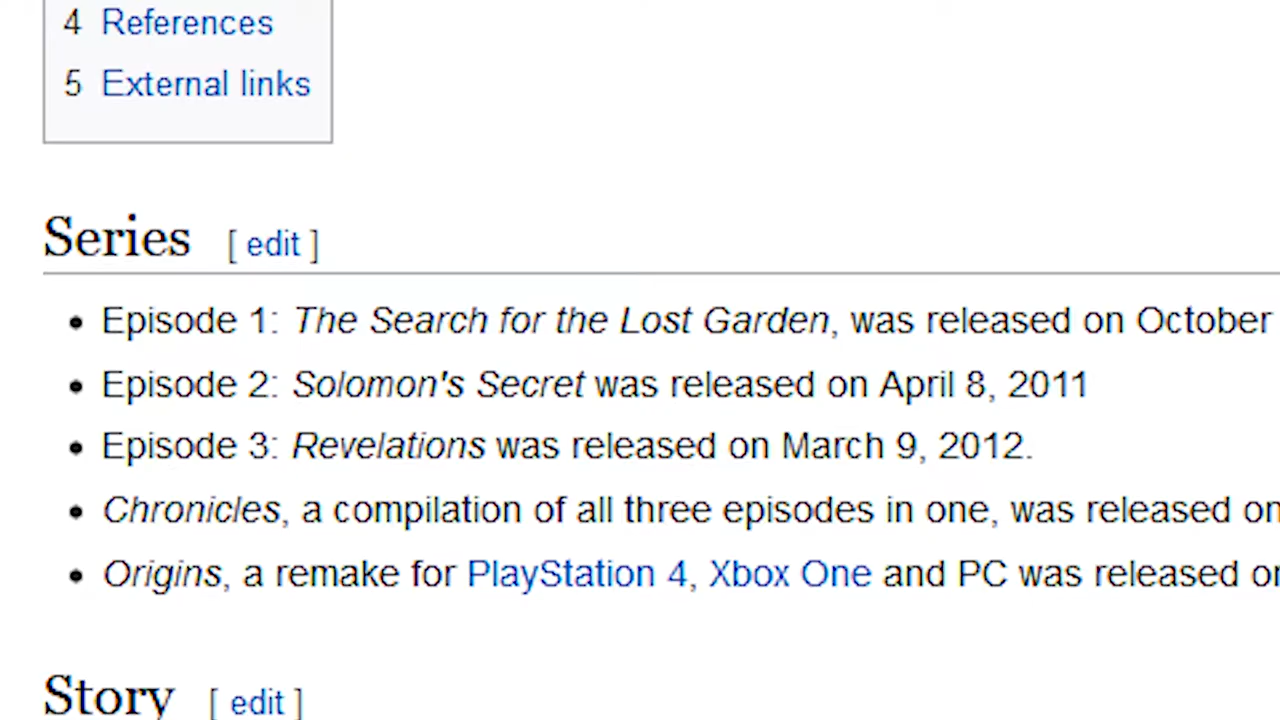 4 References
5 External links
Series [ edit ]
Episode 1: The Search for the Lost Garden, was released on October
Episode 2: Solomon's Secret was released on April 8, 2011
Episode 3: Revelations was released on March 9, 2012.
Chronicles, a compilation of all three episodes in one, was released on
Origins, a remake for PlayStation 4, Xbox One and PC was released on
Story [ edit ]